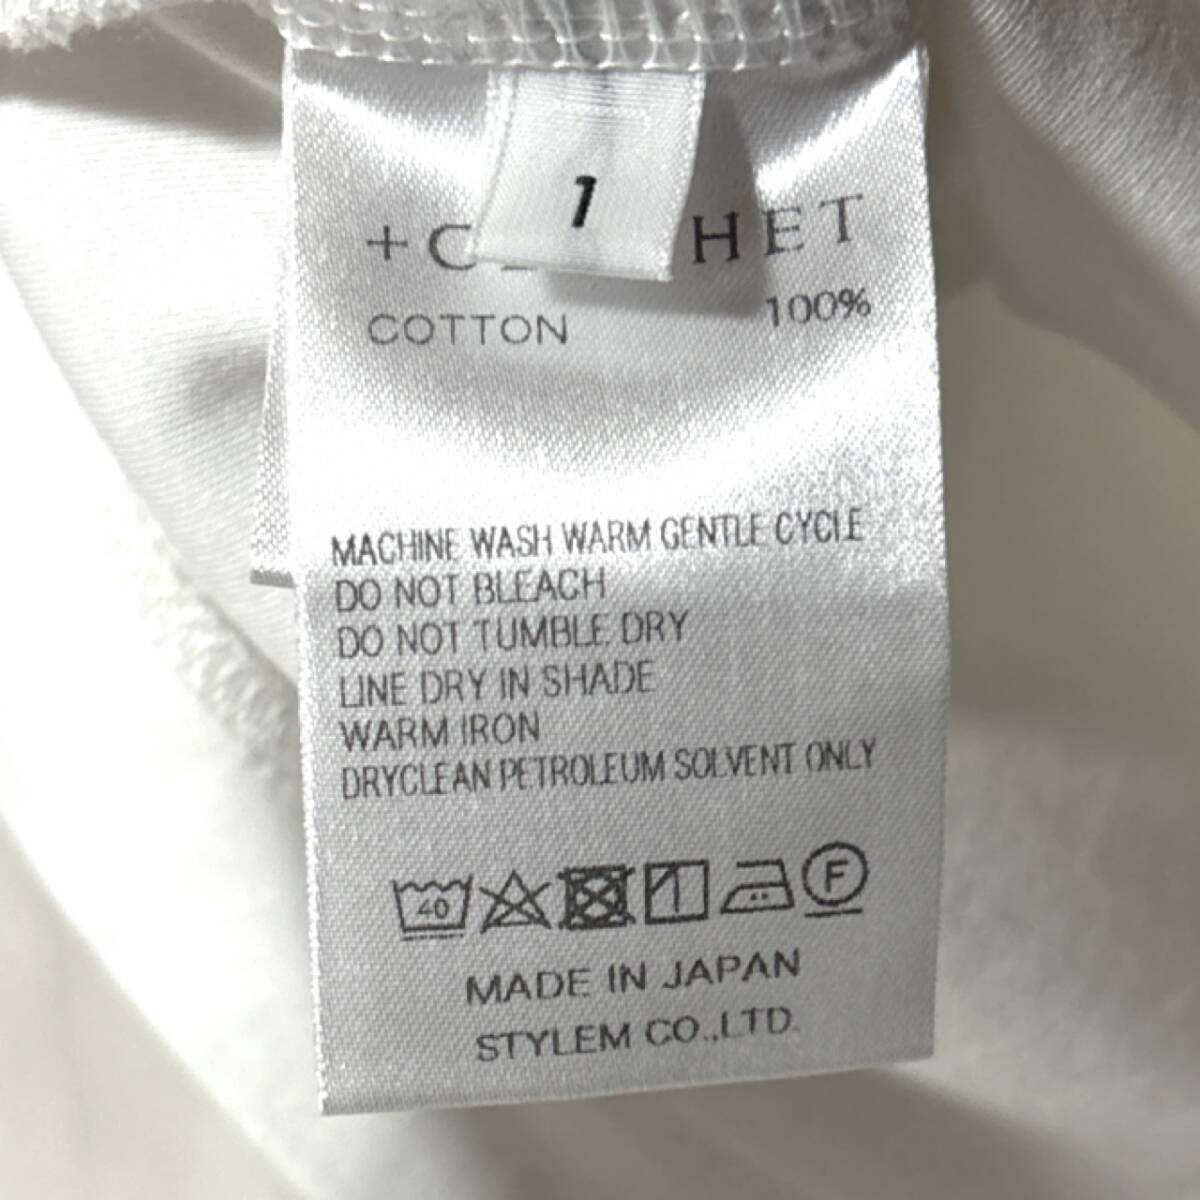 1
HET
COTTON 100%
MACHINE WASH WARM GENTLE CYCLE
DO NOT BLEACH
DO NOT TUMBLE DRY
LINE DRY IN SHADE
WARM IRON
DRYCLEAN PETROLEUM SOLVENT ONLY
40 F
MADE IN JAPAN
STYLEM CO.,LTD.